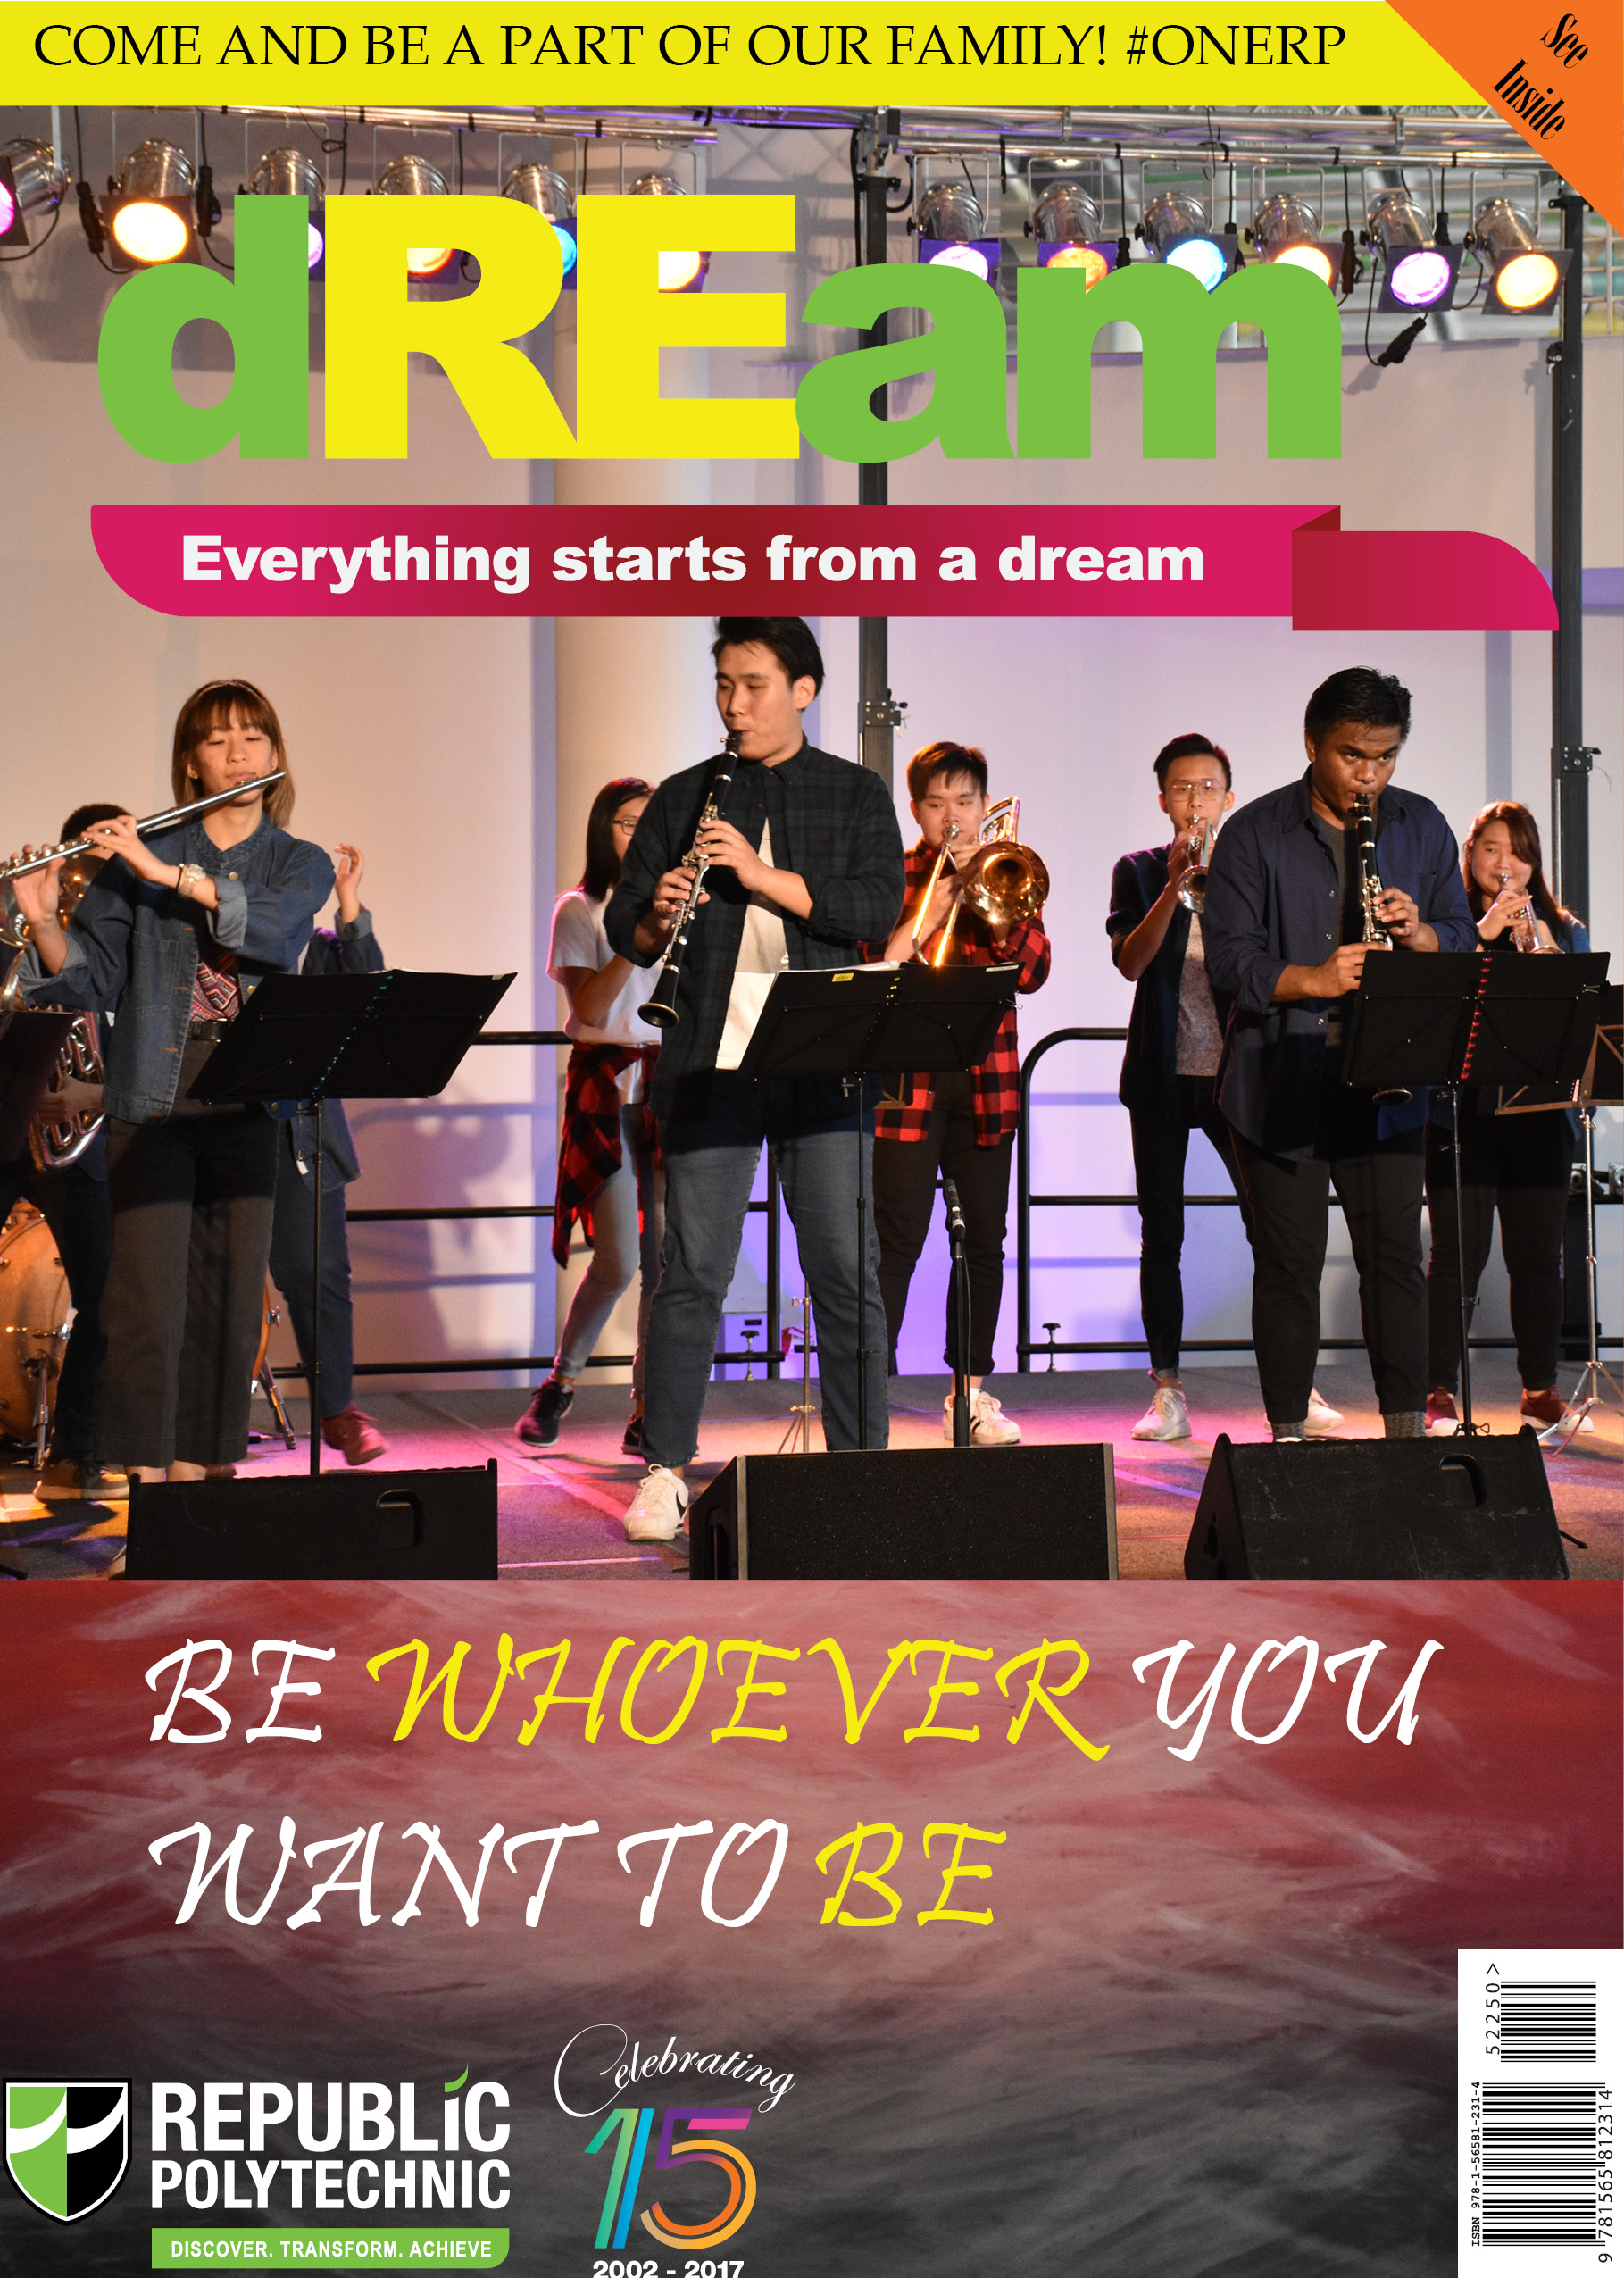 COME AND BE A PART OF OUR FAMILY! #ONERP
See
Inside
dREam
Everything starts from a dream
BE WHOEVER YOU
WANT TO BE
REPUBLIC
POLYTECHNIC
DISCOVER. TRANSFORM. ACHIEVE
Celebrating
15
2002 - 2017
52250>
ISBN 978-1-56581-231-4
9 781565 812314